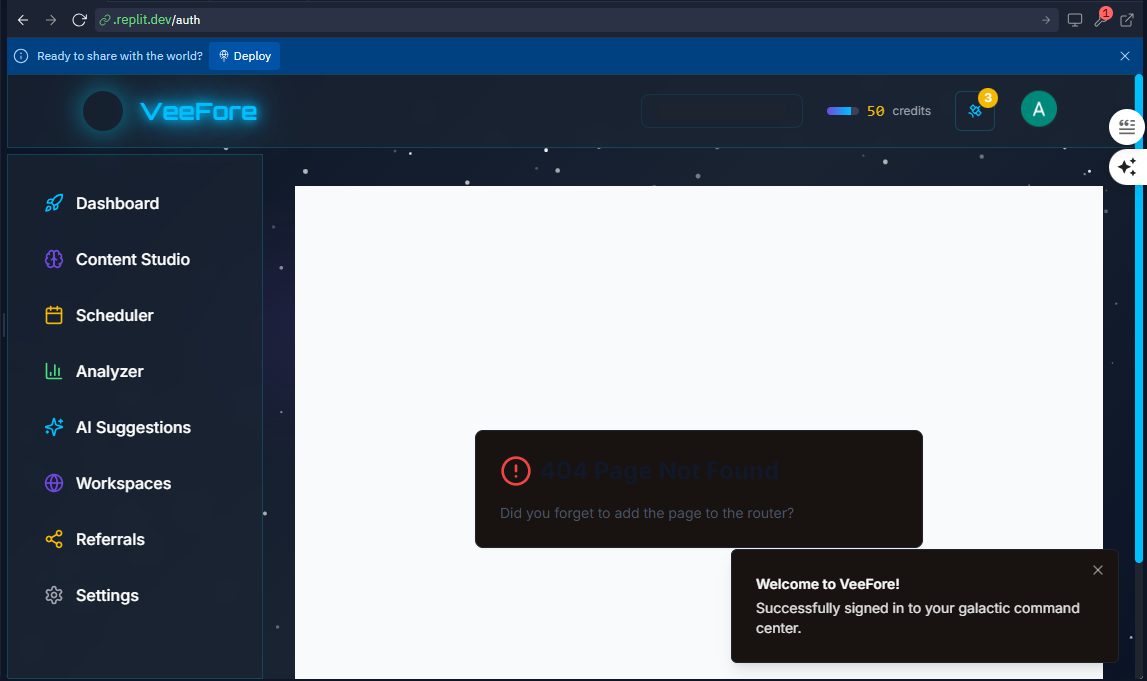 .replit.dev/auth
1
Ready to share with the world? Deploy
VeeFore
50 credits
3
A
Dashboard
Content Studio
Scheduler
Analyzer
AI Suggestions
Workspaces
Referrals
Settings
404 Page Not Found
Did you forget to add the page to the router?
Welcome to VeeFore!
Successfully signed in to your galactic command
center.